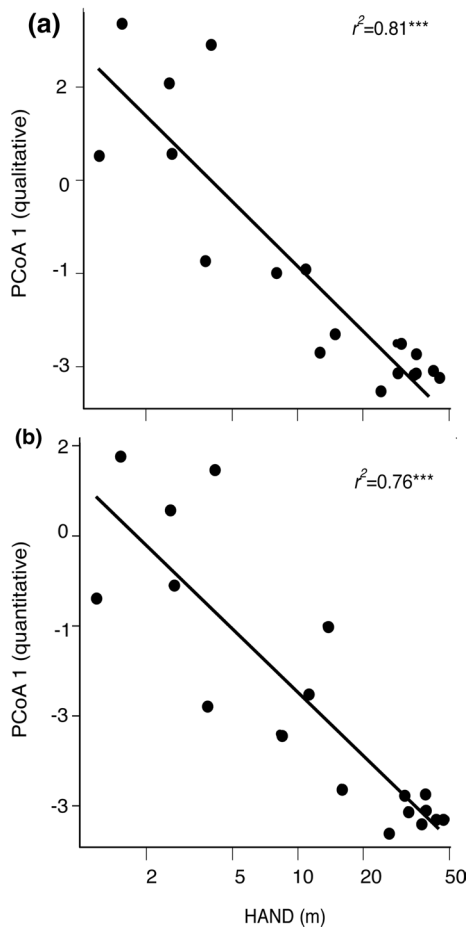 (a)
r²=0.81***
PCoA 1 (qualitative)
2
0
-1
-3
(b)
r²=0.76***
PCoA 1 (quantitative)
2
0
-1
-3
-3
2 5 10 20 50
HAND (m)